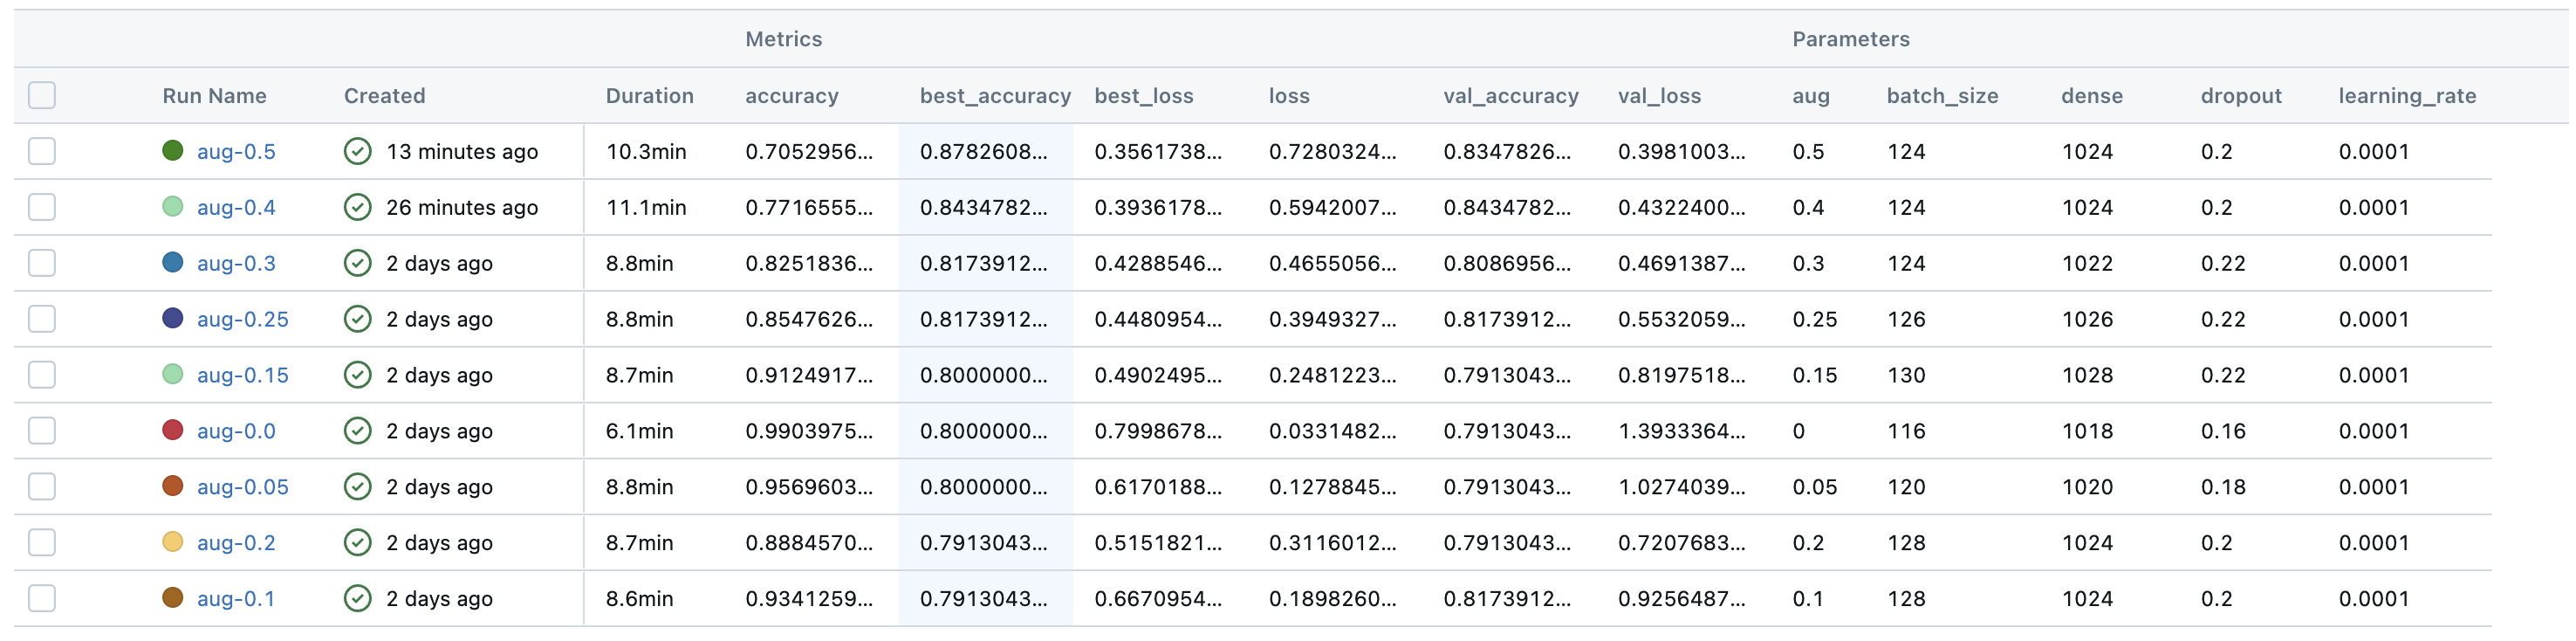 Metrics Parameters
Run Name Created Duration accuracy best_accuracy best_loss loss val_accuracy val_loss aug batch_size dense dropout learning_rate
aug-0.5 13 minutes ago 10.3min 0.7052956... 0.8782608... 0.3561738... 0.7280324... 0.8347826... 0.3981003... 0.5 124 1024 0.2 0.0001
aug-0.4 26 minutes ago 11.1min 0.7716555... 0.8434782... 0.3936178... 0.5942007... 0.8434782... 0.4322400... 0.4 124 1024 0.2 0.0001
aug-0.3 2 days ago 8.8min 0.8251836... 0.8173912... 0.4288546... 0.4655056... 0.8086956... 0.4691387... 0.3 124 1022 0.22 0.0001
aug-0.25 2 days ago 8.8min 0.8547626... 0.8173912... 0.4480954... 0.3949327... 0.8173912... 0.5532059... 0.25 126 1026 0.22 0.0001
aug-0.15 2 days ago 8.7min 0.9124917... 0.8000000... 0.4902495... 0.2481223... 0.7913043... 0.8197518... 0.15 130 1028 0.22 0.0001
aug-0.0 2 days ago 6.1min 0.9903975... 0.8000000... 0.7998678... 0.0331482... 0.7913043... 1.3933364... 0 116 1018 0.16 0.0001
aug-0.05 2 days ago 8.8min 0.9569603... 0.8000000... 0.6170188... 0.1278845... 0.7913043... 1.0274039... 0.05 120 1020 0.18 0.0001
aug-0.2 2 days ago 8.7min 0.8884570... 0.7913043... 0.5151821... 0.3116012... 0.7913043... 0.7207683... 0.2 128 1024 0.2 0.0001
aug-0.1 2 days ago 8.6min 0.9341259... 0.7913043... 0.6670954... 0.1898260... 0.8173912... 0.9256487... 0.1 128 1024 0.2 0.0001